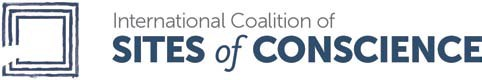 International Coalition of
SITES of CONSCIENCE